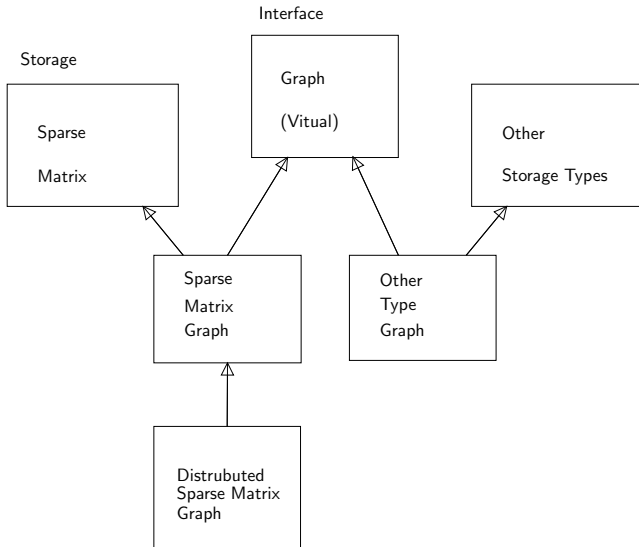 Interface
Storage
Graph
(Vitual)
Sparse
Matrix
Other
Storage Types
Sparse
Matrix
Graph
Other
Type
Graph
Distrubuted
Sparse Matrix
Graph